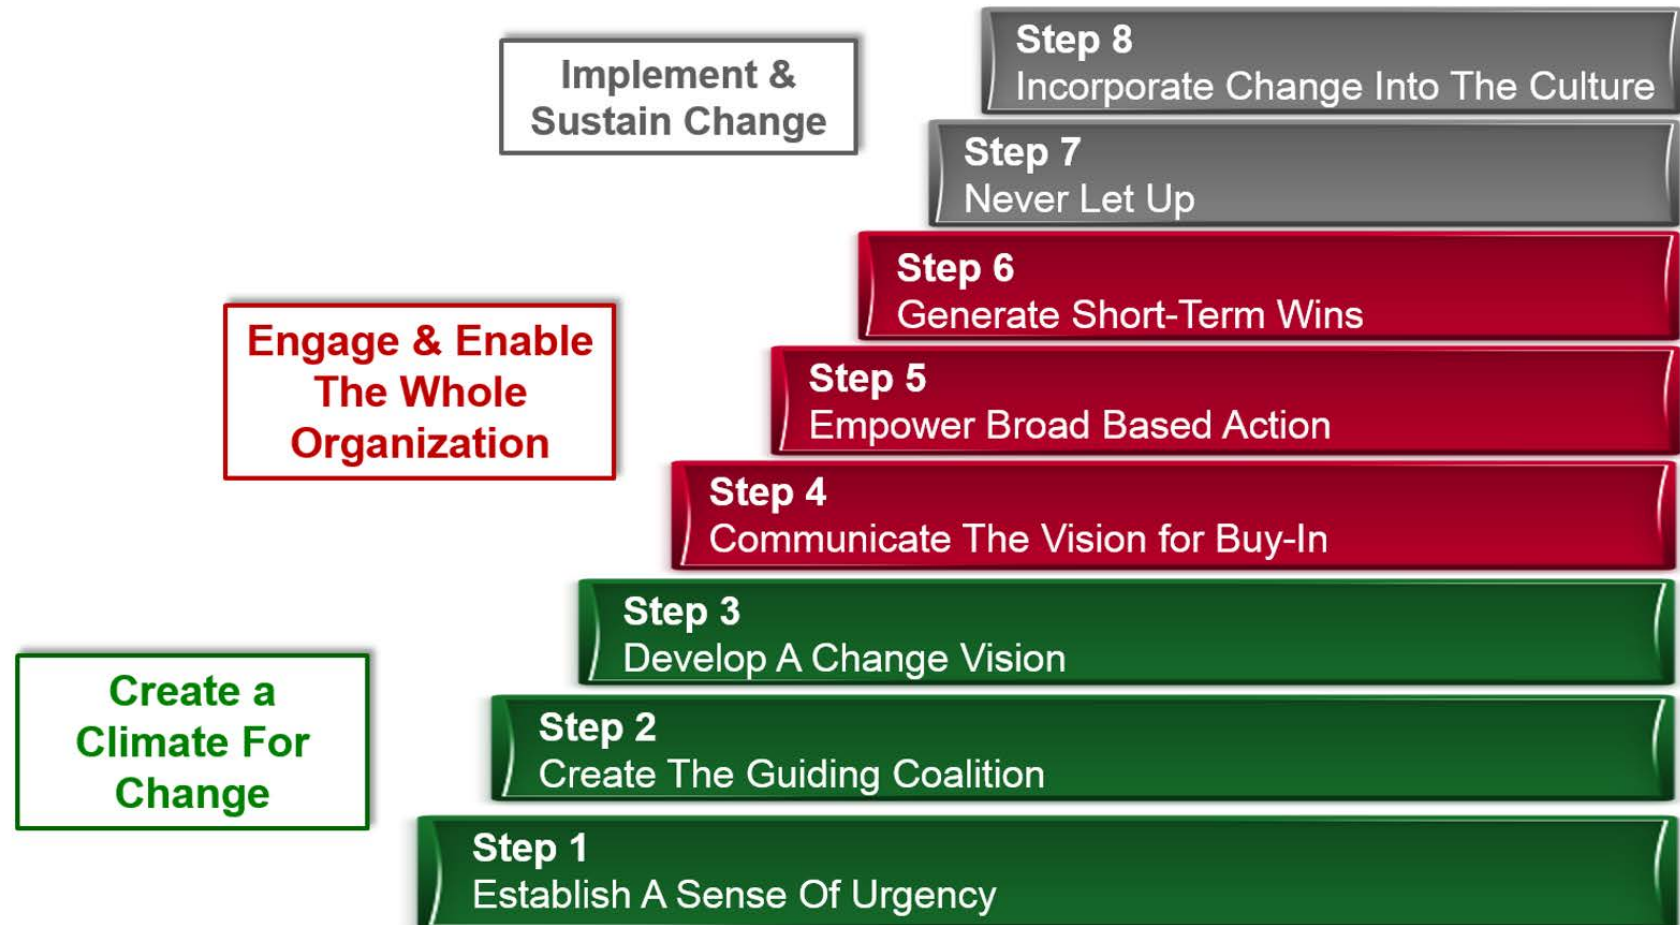 Implement &
Sustain Change
Step 8
Incorporate Change Into The Culture
Step 7
Never Let Up
Step 6
Generate Short-Term Wins
Engage & Enable
The Whole
Organization
Step 5
Empower Broad Based Action
Step 4
Communicate The Vision for Buy-In
Step 3
Develop A Change Vision
Create a
Climate For
Change
Step 2
Create The Guiding Coalition
Step 1
Establish A Sense Of Urgency